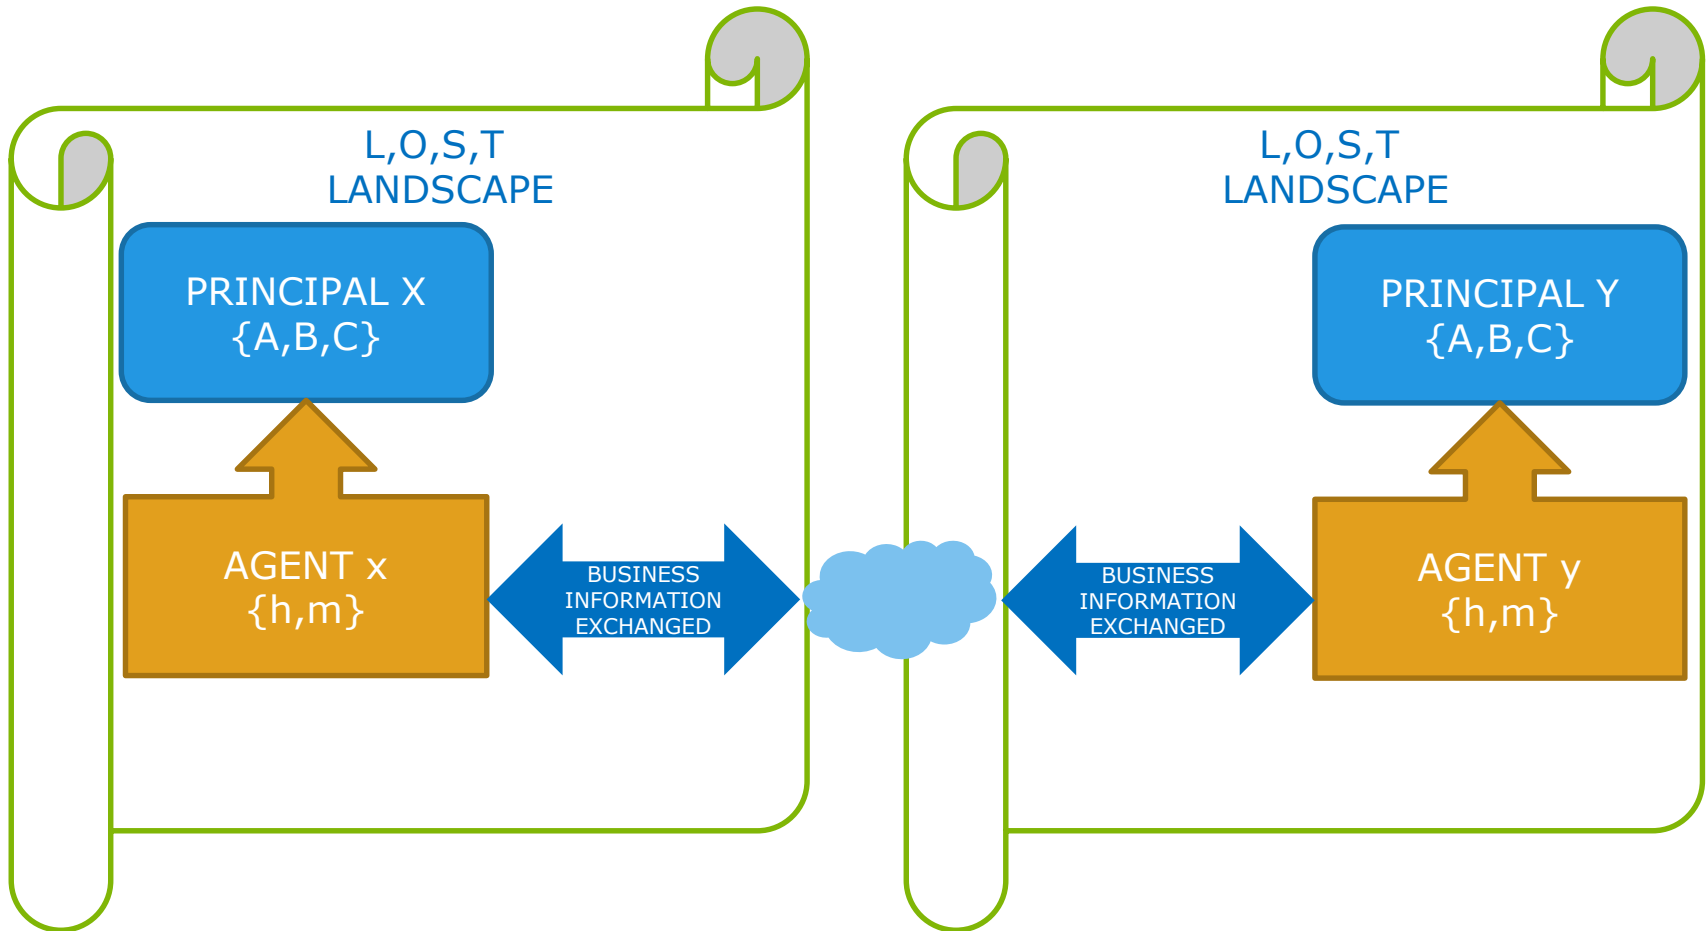 L,O,S,T
LANDSCAPE
PRINCIPAL X
{A,B,C}
AGENT x
{h,m}
BUSINESS
INFORMATION
EXCHANGED
L,O,S,T
LANDSCAPE
PRINCIPAL Y
{A,B,C}
BUSINESS
INFORMATION
EXCHANGED
AGENT y
{h,m}